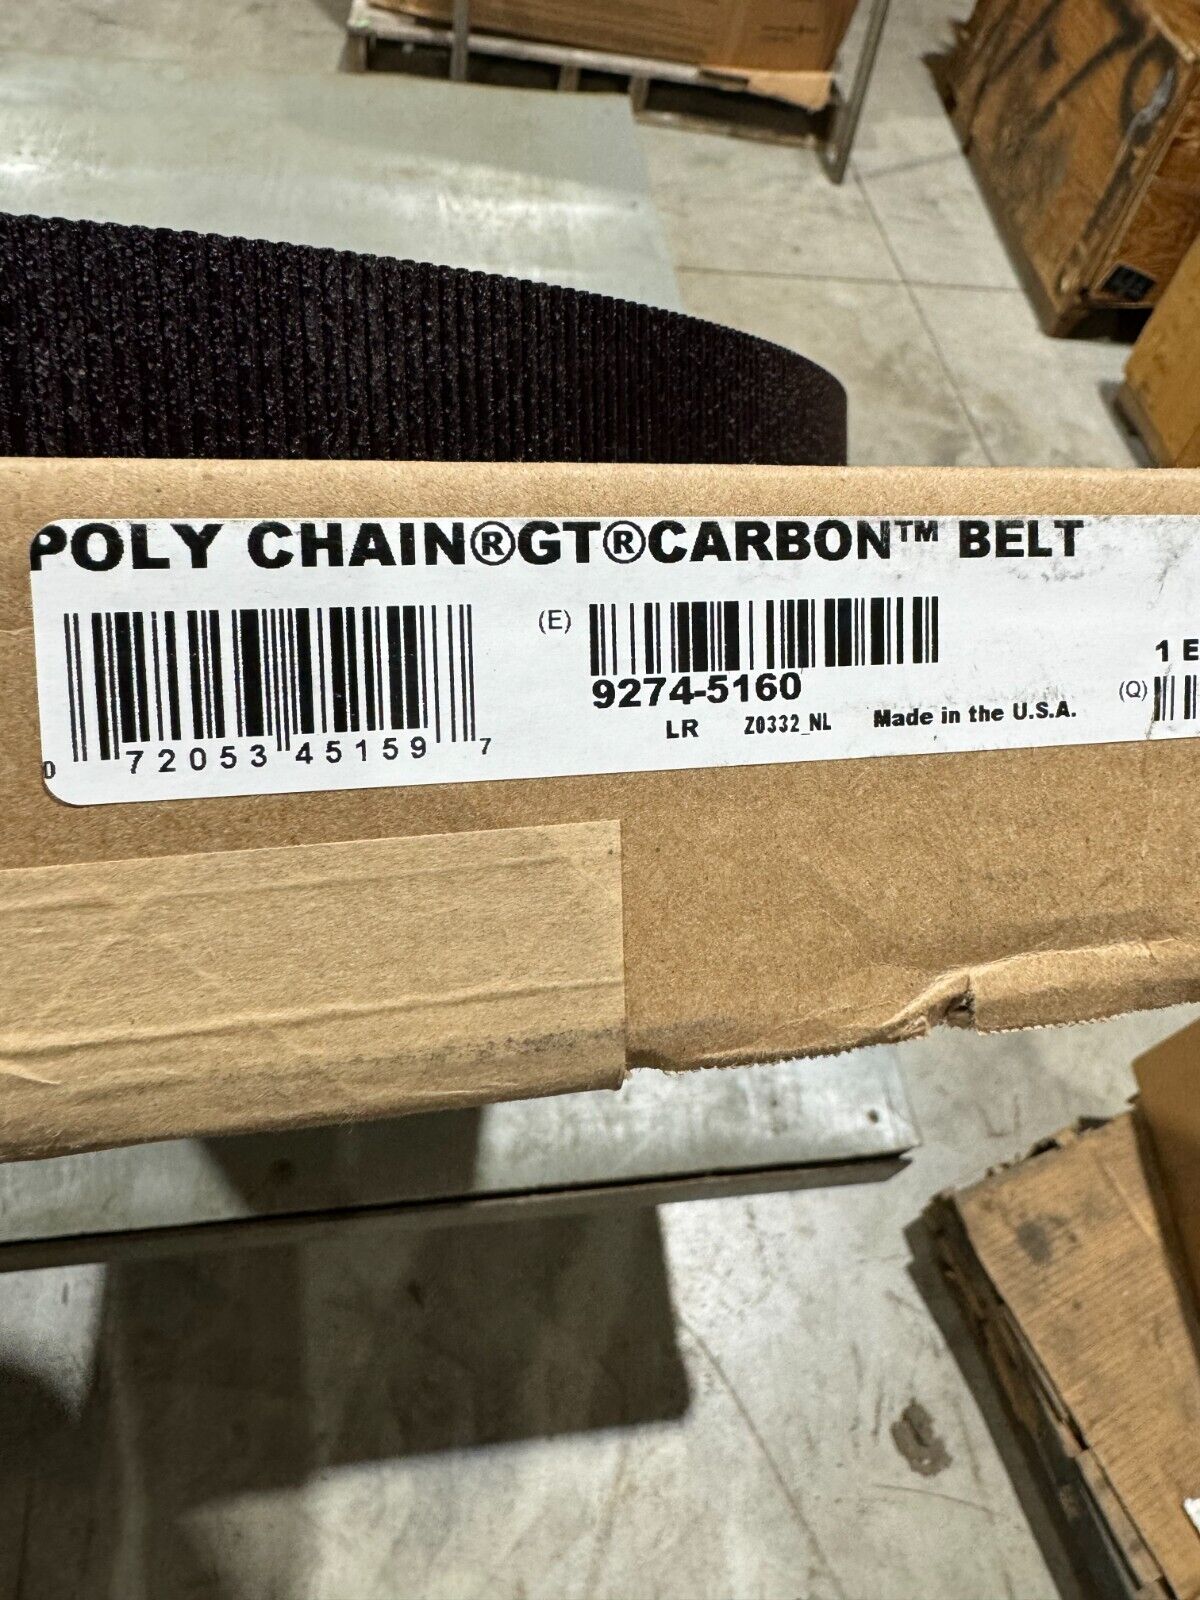 POLY CHAIN®GT®CARBON™ BELT
(E)
9274-5160
1 E
(Q)
LR Z0332_NL Made in the U.S.A.
0 72053 45159 7